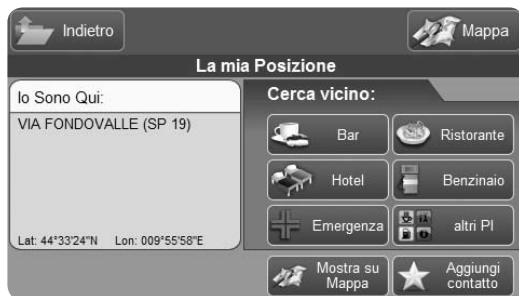 Indietro
Mappa
La mia Posizione
Io Sono Qui:
VIA FONDOVALLE (SP 19)
Lat: 44°33'24"N Lon: 009°55'58"E
Cerca vicino:
Bar
Ristorante
Hotel
Benzinaio
Emergenza
altri PI
Mostra su
Mappa
Aggiungi
contatto